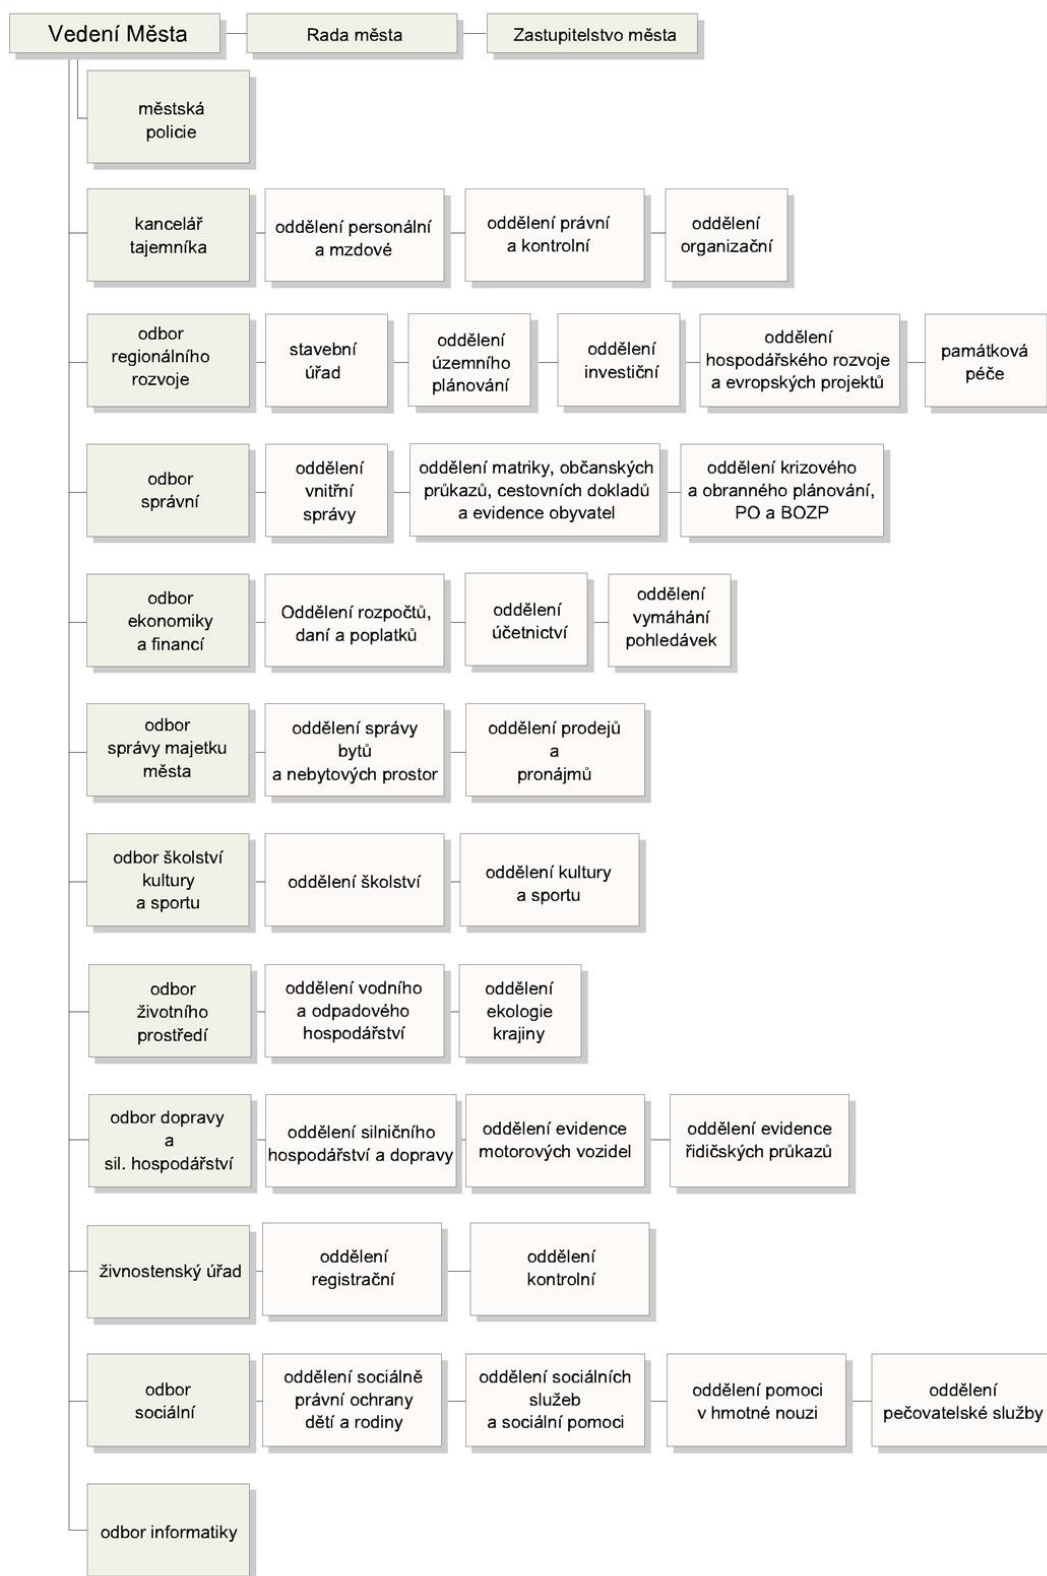 Vedení Města
Rada města
Zastupitelstvo města
městská
policie
kancelář
tajemníka
oddělení personální
a mzdové
oddělení právní
a kontrolní
oddělení
organizační
odbor
regionálního
rozvoje
stavební
úřad
oddělení
územního
plánování
oddělení
investiční
oddělení
hospodářského rozvoje
a evropských projektů
památková
péče
odbor
správní
oddělení
vnitřní
správy
oddělení matriky, občanských
průkazů, cestovních dokladů
a evidence obyvatel
oddělení krizového
a obranného plánování,
PO a BOZP
odbor
ekonomiky
a financí
Oddělení rozpočtů,
daní a poplatků
oddělení
účetnictví
oddělení
vymáhání
pohledávek
odbor
správy majetku
města
oddělení správy
bytů
a nebytových prostor
oddělení prodejů
a
pronájmů
odbor školství
kultury
a sportu
oddělení školství
oddělení kultury
a sportu
odbor
životního
prostředí
oddělení vodního
a odpadového
hospodářství
oddělení
ekologie
krajiny
odbor dopravy
a
sil. hospodářství
oddělení silničního
hospodářství a dopravy
oddělení evidence
motorových vozidel
oddělení evidence
řidičských průkazů
živnostenský úřad
oddělení
registrační
oddělení
kontrolní
odbor
sociální
oddělení sociálně
právní ochrany
dětí a rodiny
oddělení sociálních
služeb
a sociální pomoci
oddělení pomoci
v hmotné nouzi
oddělení
pečovatelské služby
odbor informatiky